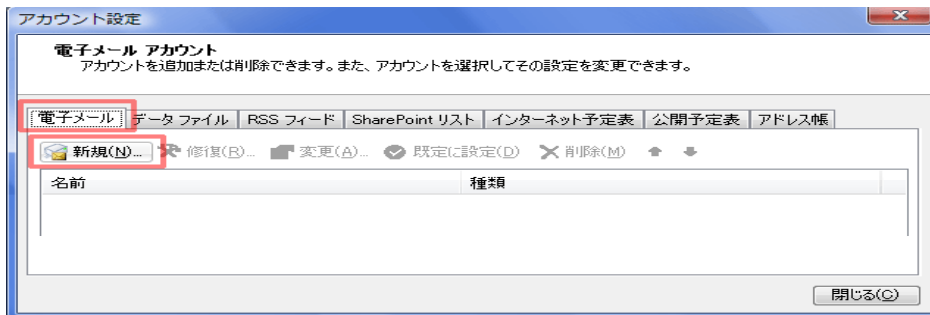 アカウント設定
電子メール アカウント
アカウントを追加または削除できます。また、アカウントを選択してその設定を変更できます。
電子メール データ ファイル RSS フィード SharePoint リスト インターネット予定表 公開予定表 アドレス帳
新規(N)... 修復(R)... 変更(A)... 既定に設定(D) 削除(M)
名前 種類
閉じる(C)